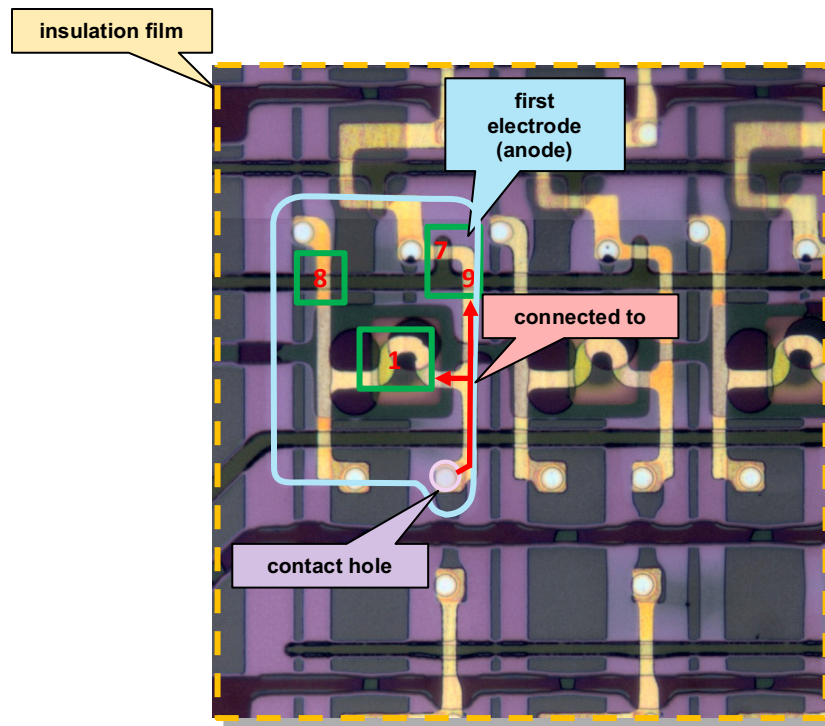 insulation film
first
electrode
(anode)
7
8
9
connected to
1
contact hole